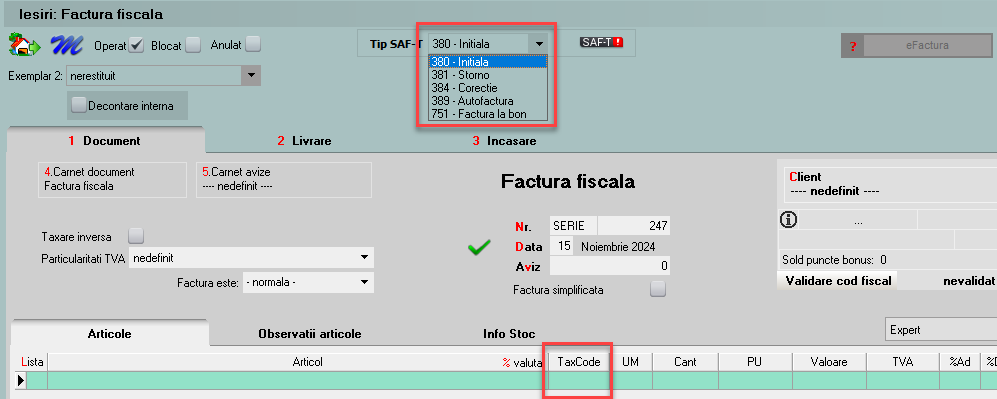 Iesiri: Factura fiscala
Operat Blocat Anulat
Tip SAF-T 380 - Initiala
SAF-T !
? eFactura
380 - Initiala
381 - Storno
384 - Corectie
389 - Autofactura
751 - Factura la bon
Exemplar 2: nerestituit
Decontare interna
1 Document
2 Livrare
3 Incasare
4.Carnet document
Factura fiscala
5.Carnet avize
---- nedefinit ----
Factura fiscala
Client
---- nedefinit ----
Nr. SERIE 247
...
Taxare inversa
Data 15 Noiembrie 2024
Particularitati TVA nedefinit
Aviz 0
Sold puncte bonus: 0
Factura este: - normala -
Factura simplificata
Validare cod fiscal nevalidat
Articole
Observatii articole
Info Stoc
Expert
Lista Articol % valuta TaxCode UM Cant PU Valoare TVA %Ad